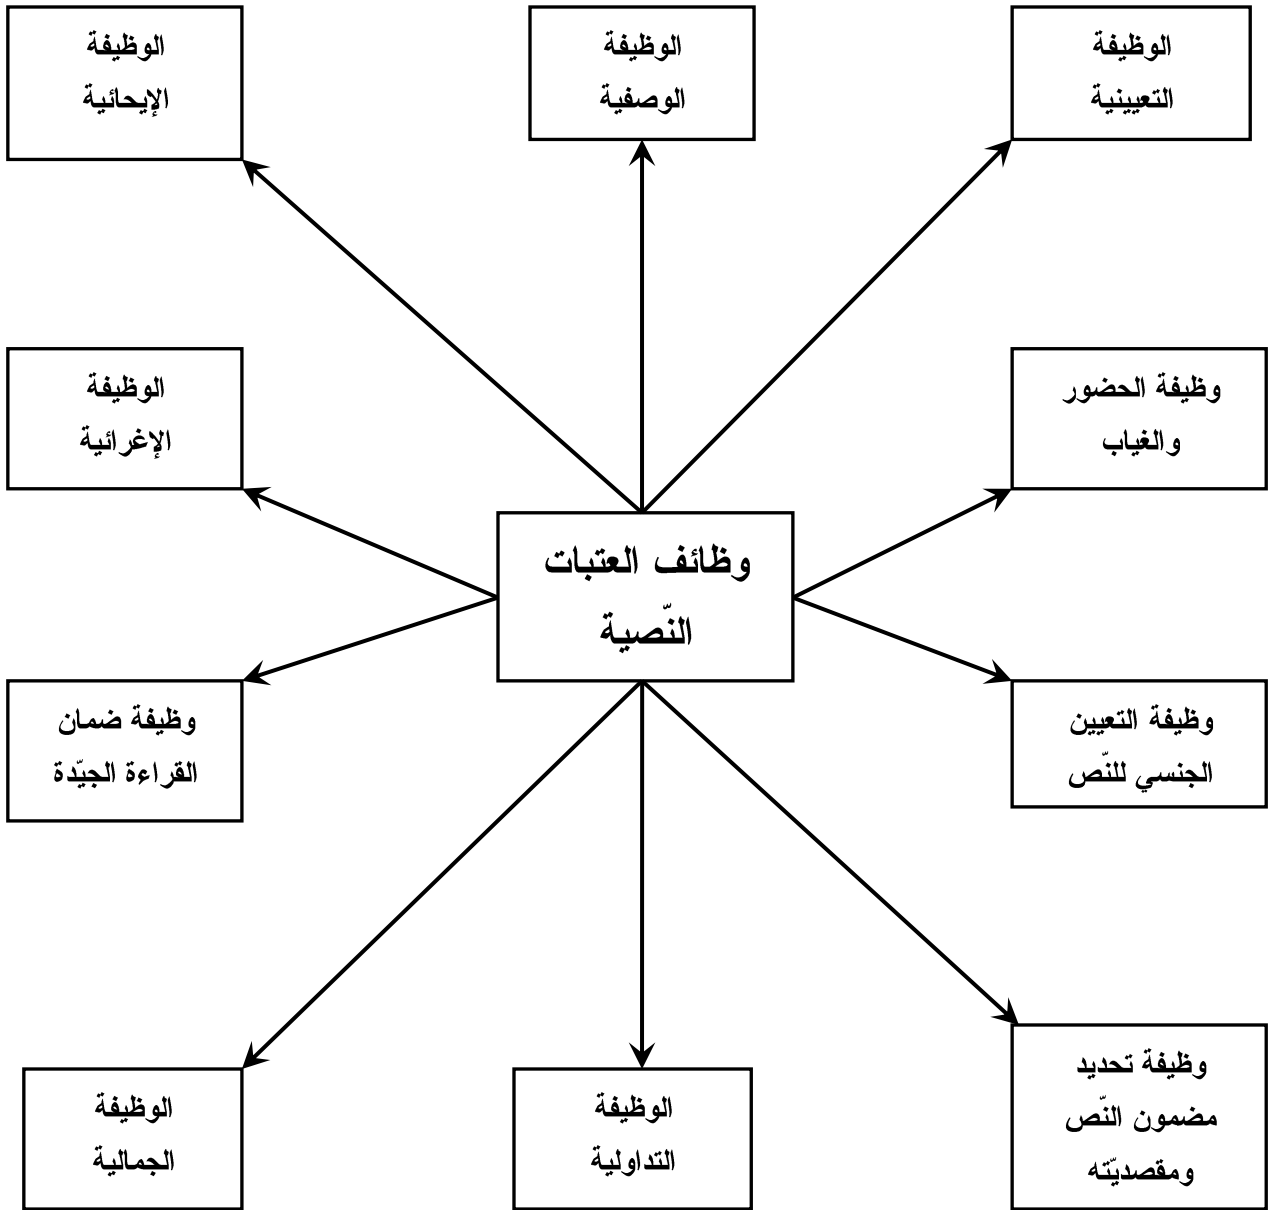 الوظيفة
التعيينية
الوظيفة
الوصفية
الوظيفة
الإيحائية
وظيفة الحضور
والغياب
الوظيفة
الإغرائية
وظائف العتبات
النّصية
وظيفة التعيين
الجنسي للنّص
وظيفة ضمان
القراءة الجيّدة
وظيفة تحديد
مضمون النّص
ومقصديّته
الوظيفة
التداولية
الوظيفة
الجمالية